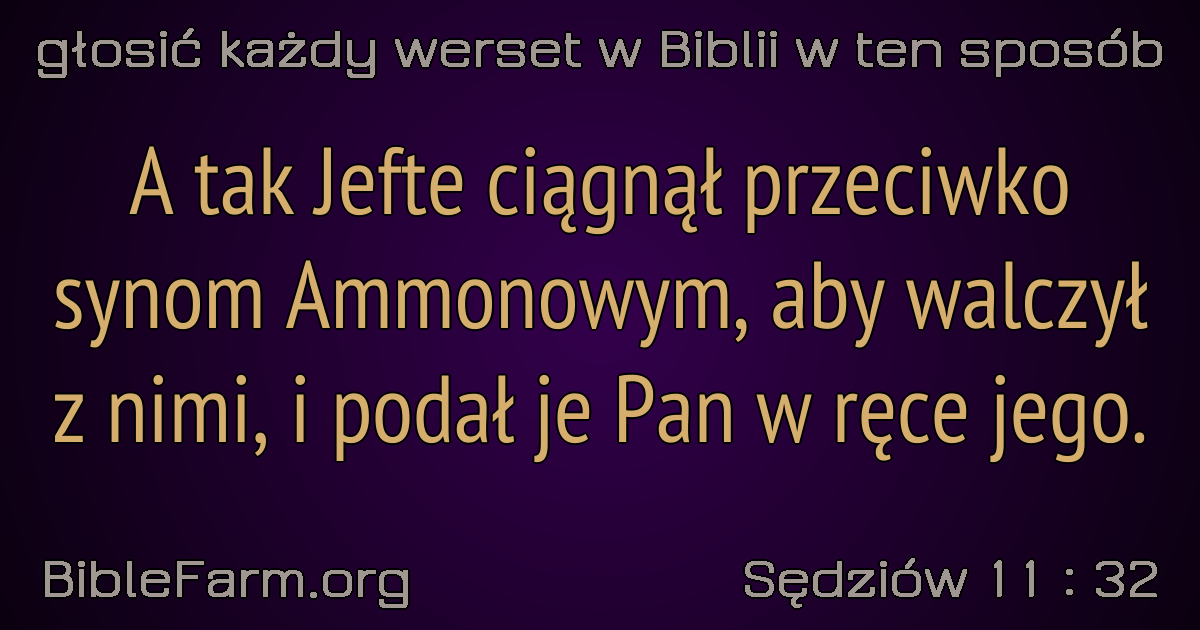 głosić każdy werset w Biblii w ten sposób
A tak Jefte ciągnął przeciwko
synom Ammonowym, aby walczył
z nimi, i podał je Pan w ręce jego.
BibleFarm.org
Sędziów 11 : 32